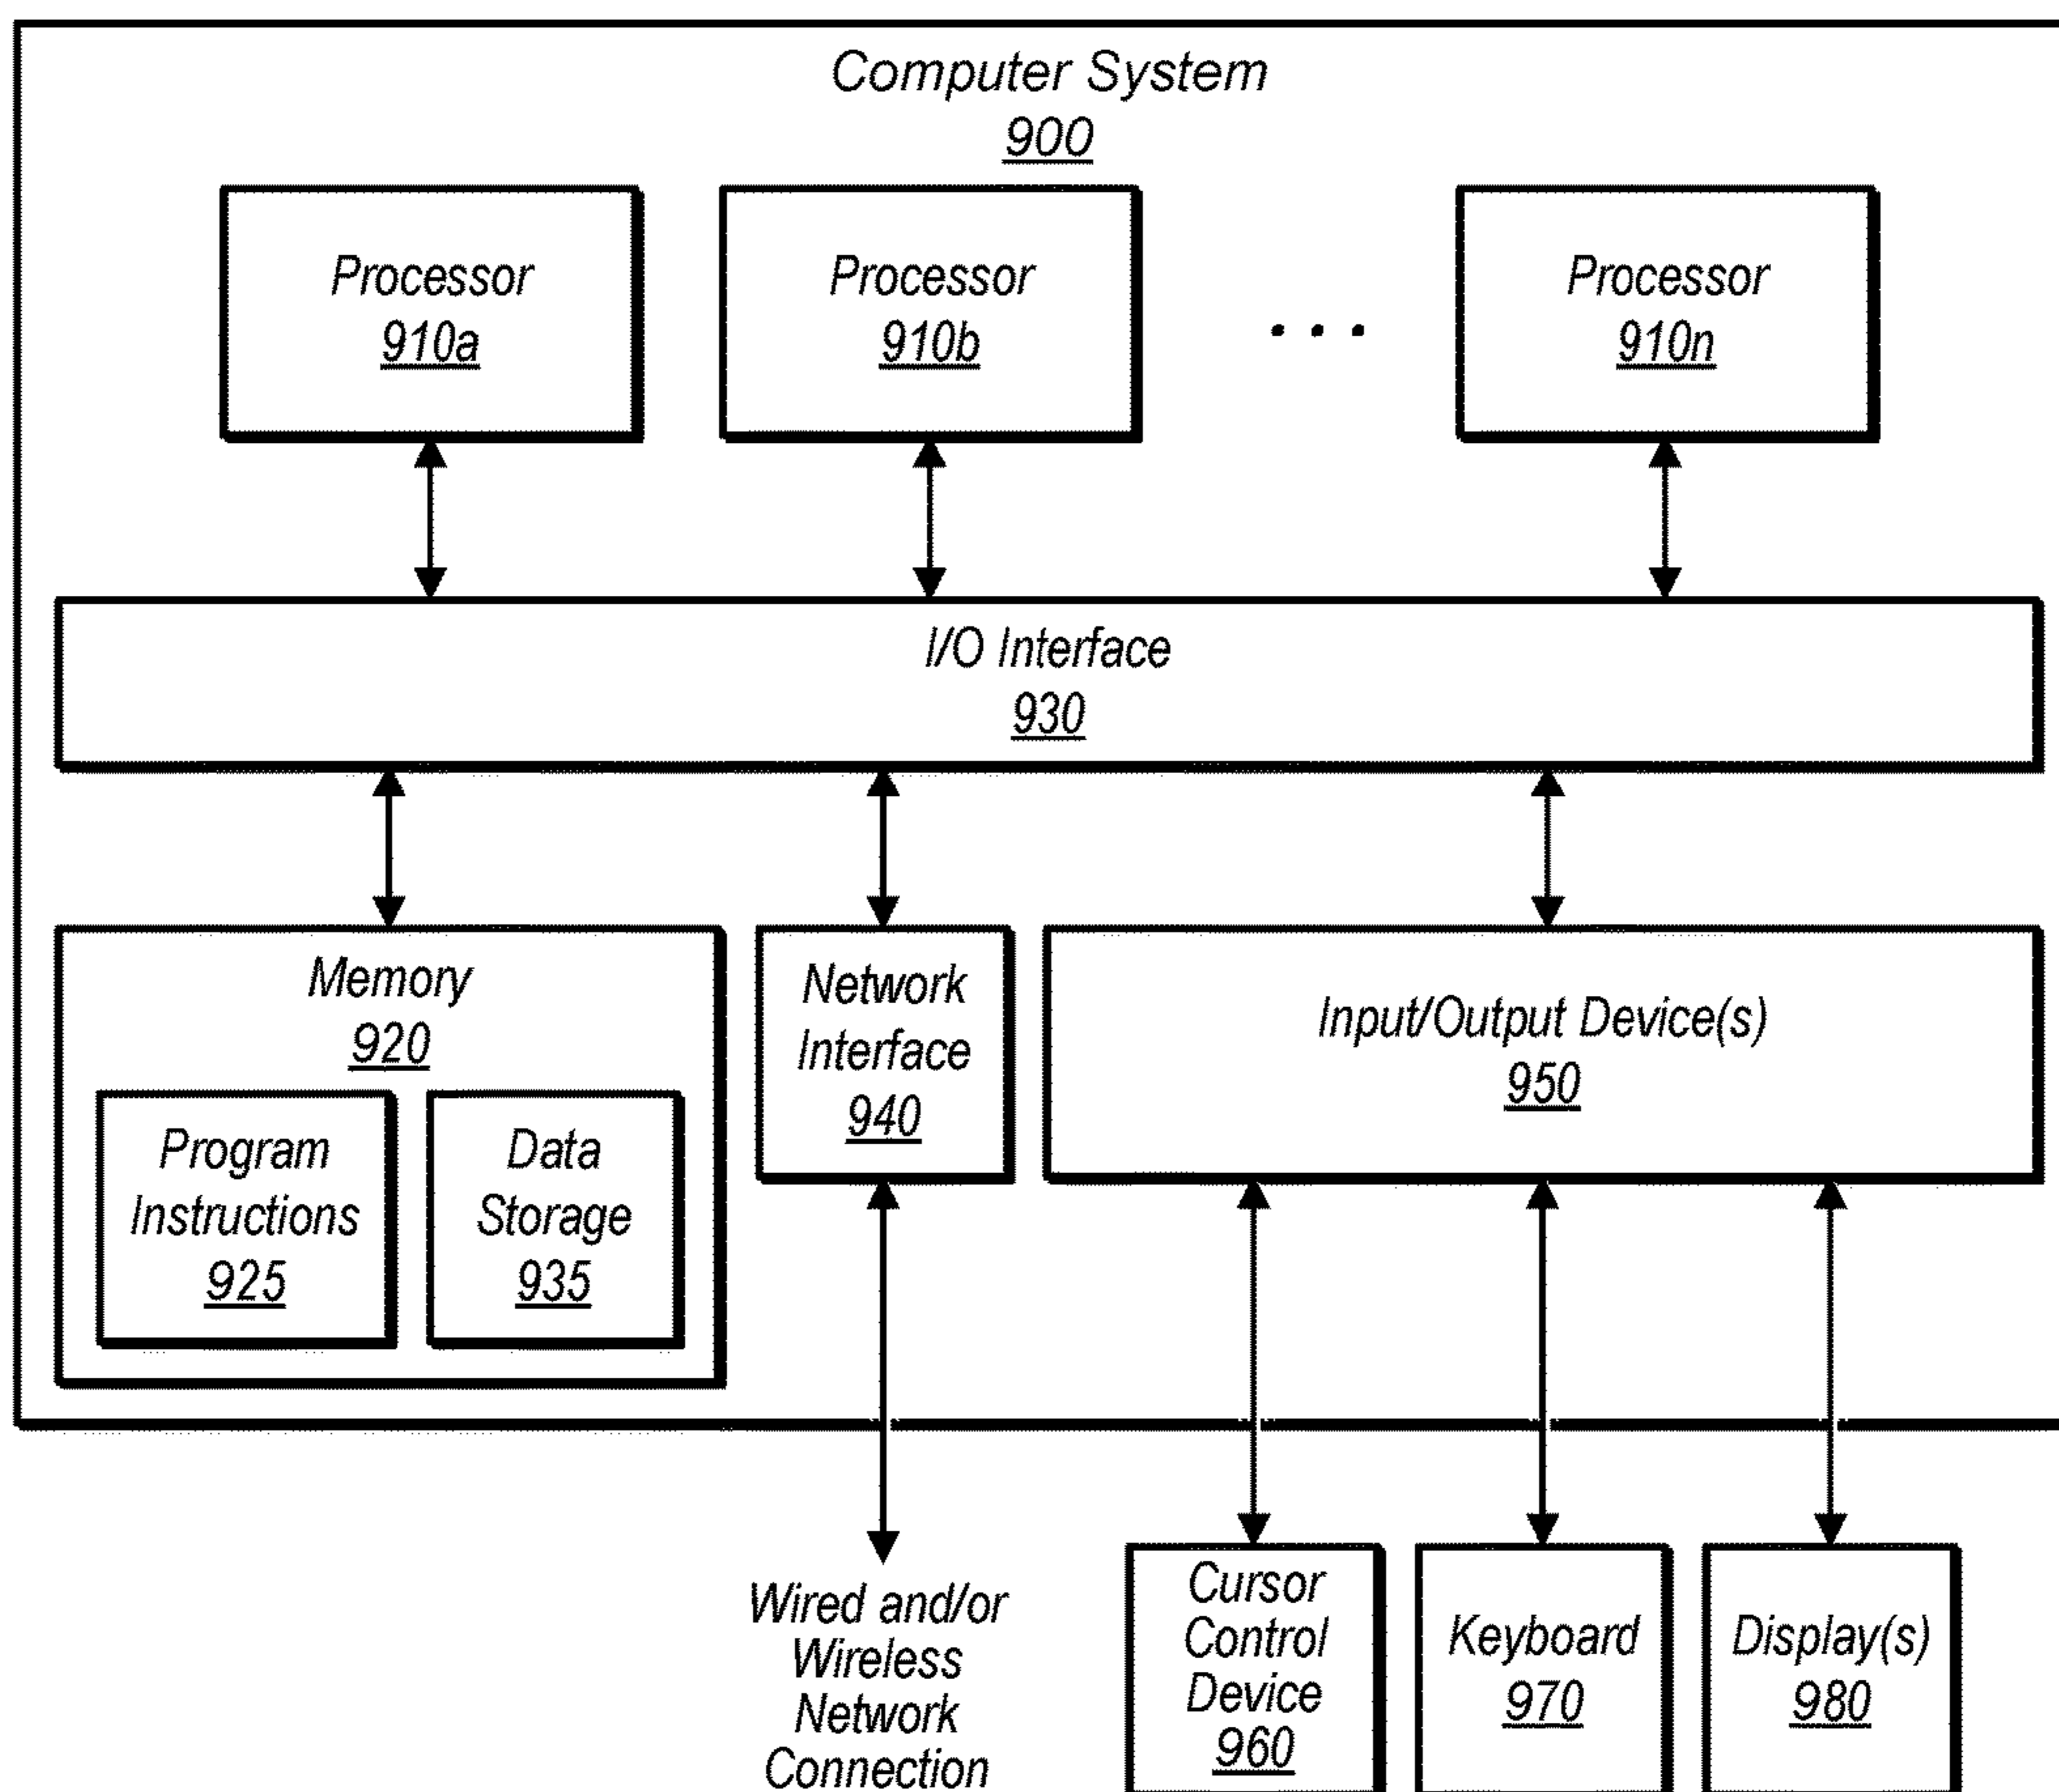 Computer System
900
Processor
910a
Processor
910b
. . .
Processor
910n
I/O Interface
930
Memory
920
Program
Instructions
925
Data
Storage
935
Network
Interface
940
Input/Output Device(s)
950
Wired and/or
Wireless
Network
Connection
Cursor
Control
Device
960
Keyboard
970
Display(s)
980